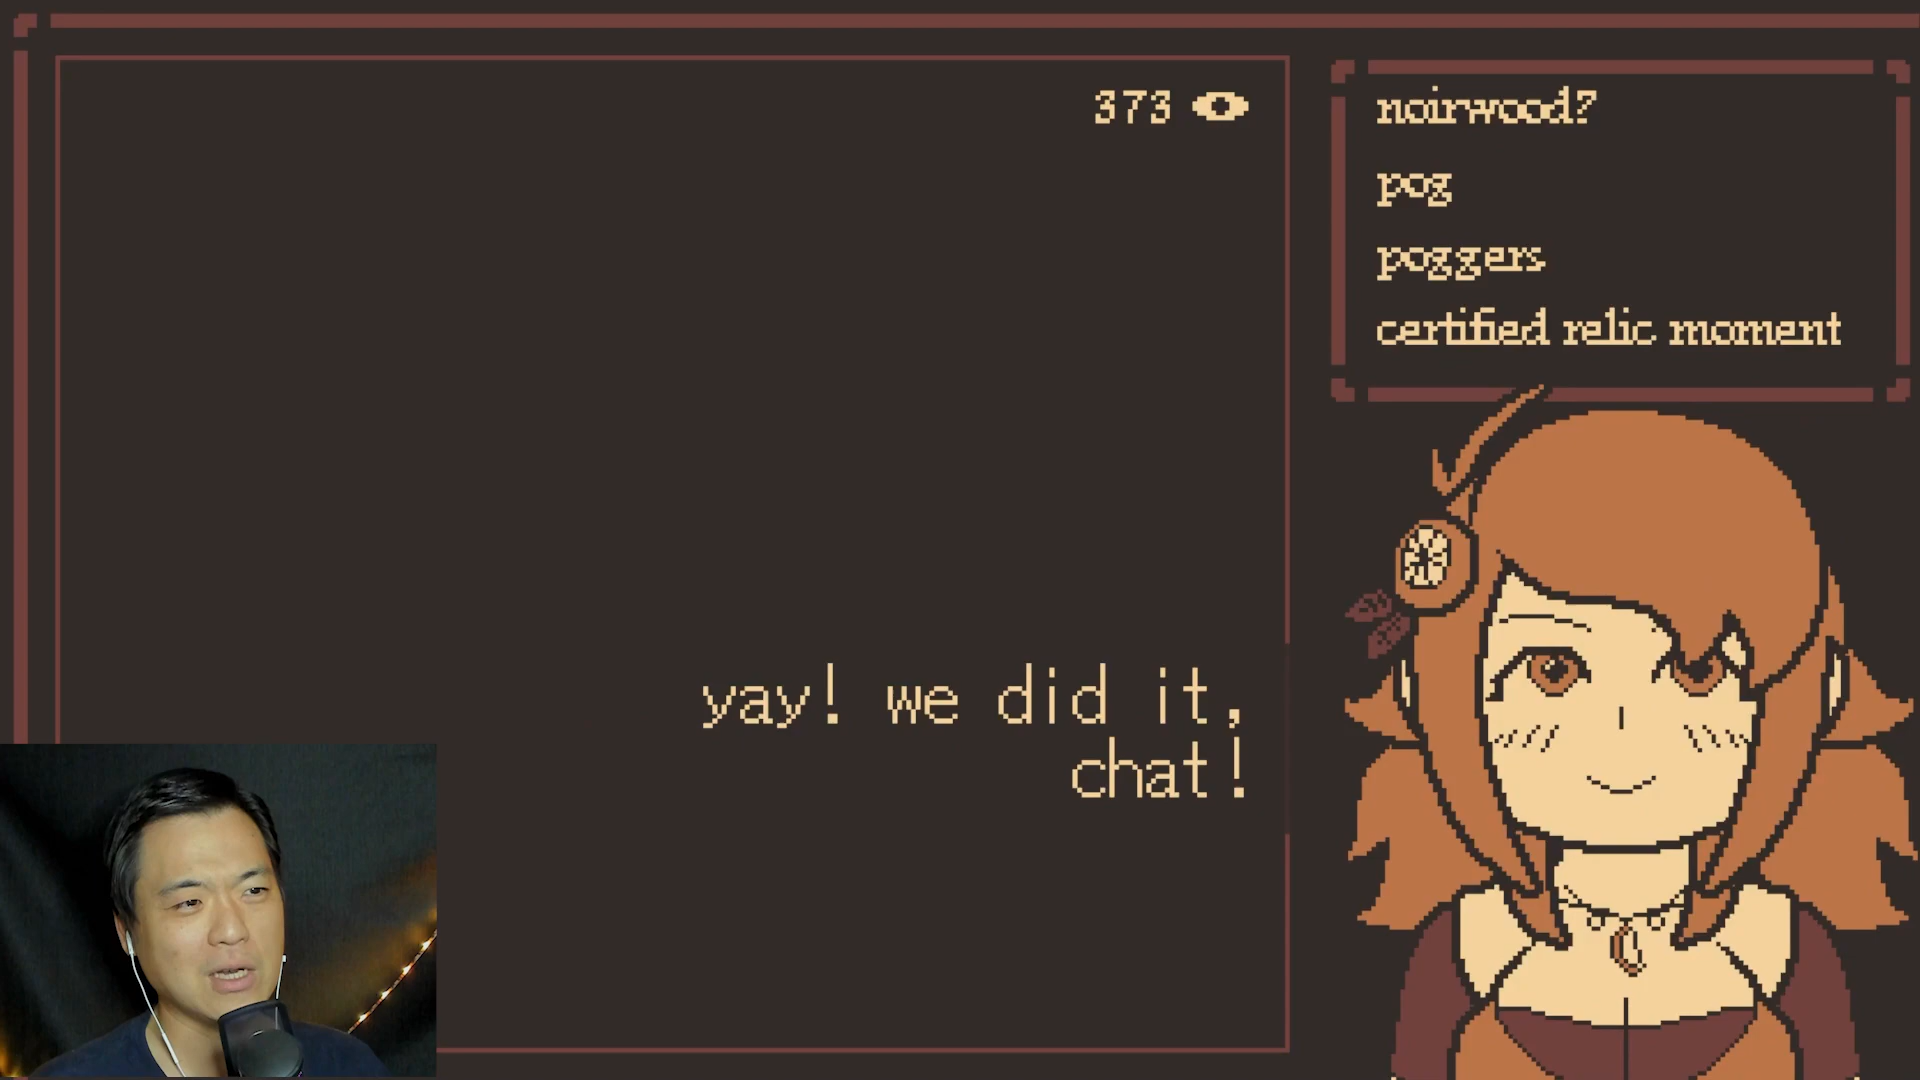 373
noirwood?
pog
poggers
certified relic moment
yay! we did it,
chat!